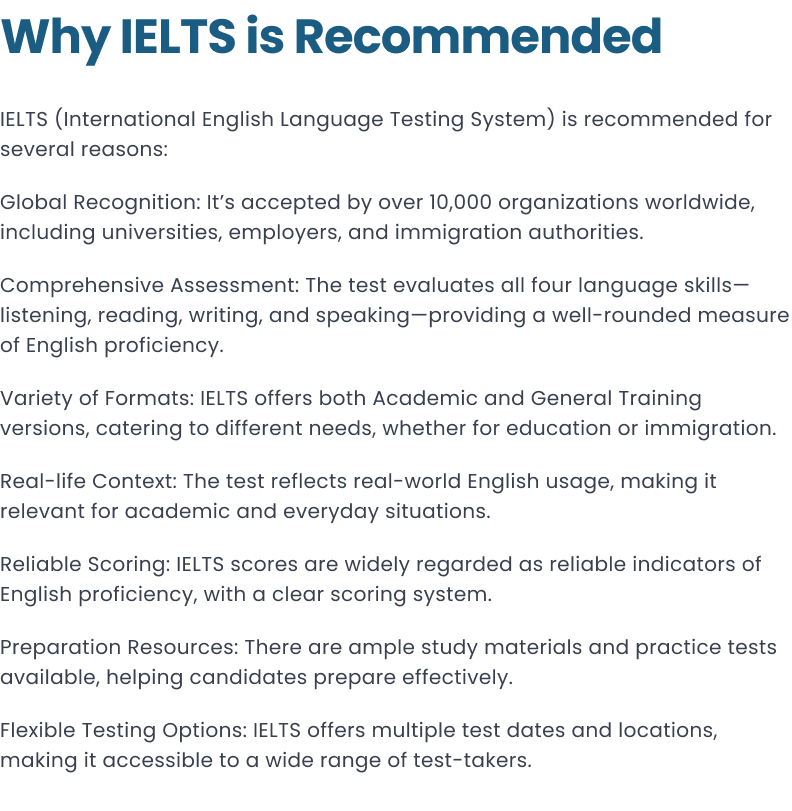 Why IELTS is Recommended
IELTS (International English Language Testing System) is recommended for
several reasons:
Global Recognition: It’s accepted by over 10,000 organizations worldwide,
including universities, employers, and immigration authorities.
Comprehensive Assessment: The test evaluates all four language skills—
listening, reading, writing, and speaking—providing a well-rounded measure
of English proficiency.
Variety of Formats: IELTS offers both Academic and General Training
versions, catering to different needs, whether for education or immigration.
Real-life Context: The test reflects real-world English usage, making it
relevant for academic and everyday situations.
Reliable Scoring: IELTS scores are widely regarded as reliable indicators of
English proficiency, with a clear scoring system.
Preparation Resources: There are ample study materials and practice tests
available, helping candidates prepare effectively.
Flexible Testing Options: IELTS offers multiple test dates and locations,
making it accessible to a wide range of test-takers.